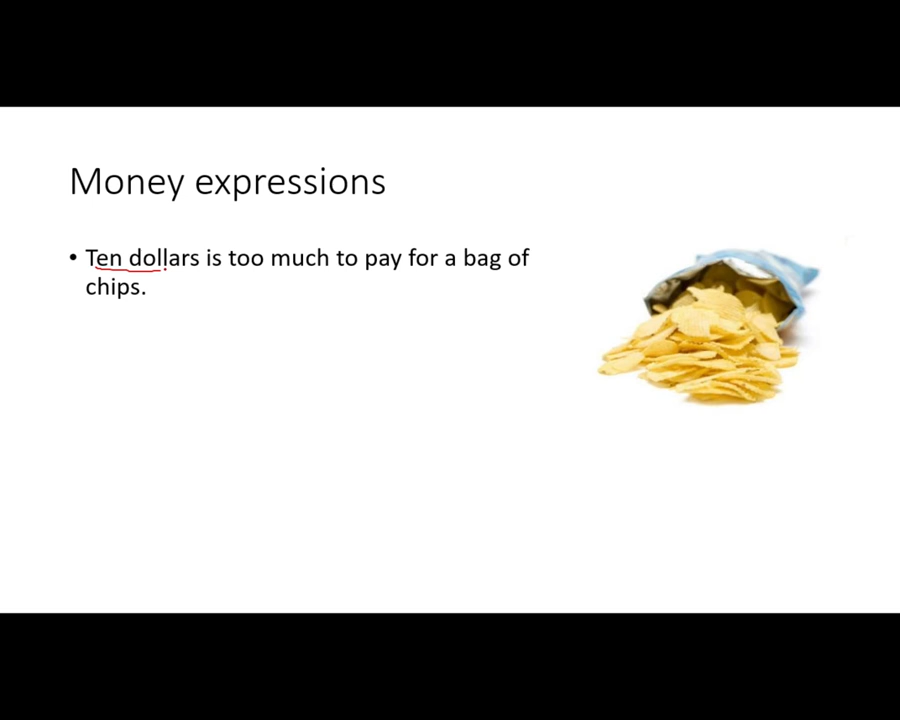 Money expressions
• Ten dollars is too much to pay for a bag of
chips.